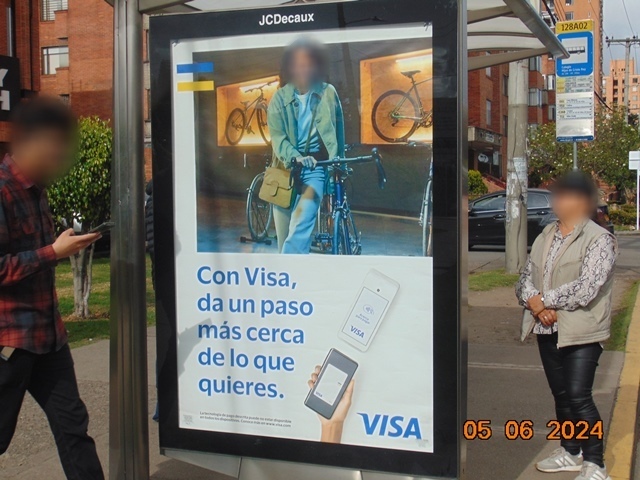 JCDecaux
128A02
Con Visa,
da un paso
más cerca
de lo que
quieres.
VISA
VISA
05 06 2024